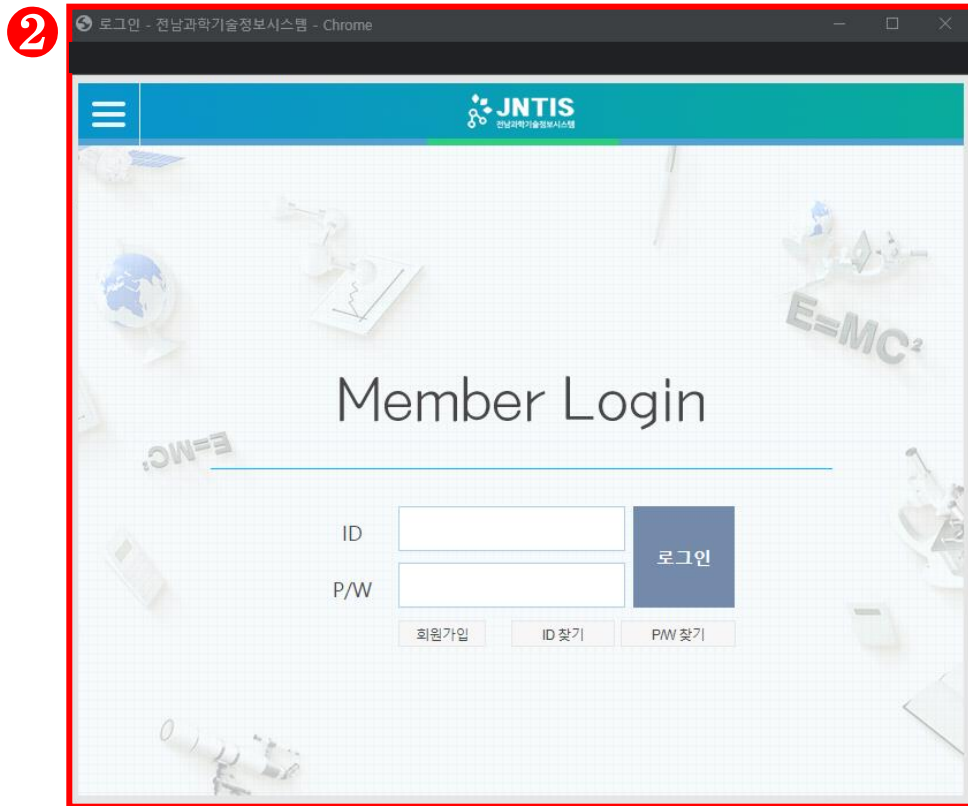 2
로그인 - 전남과학기술정보시스템 - Chrome
JNTIS
전남과학기술정보시스템
E=MC²
Member Login
E=MC²
ID
로그인
P/W
회원가입 ID 찾기 P/W 찾기